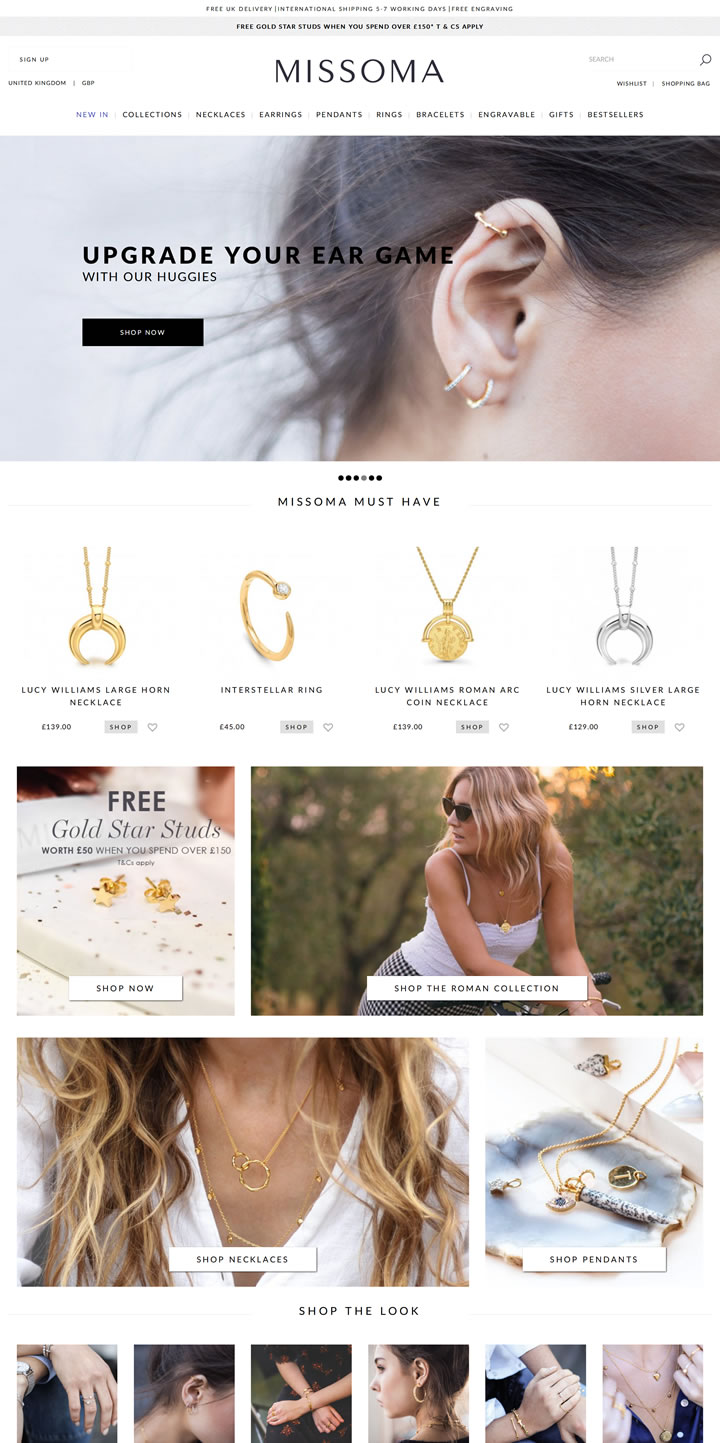 FREE UK DELIVERY |INTERNATIONAL SHIPPING 5-7 WORKING DAYS |FREE ENGRAVING
FREE GOLD STAR STUDS WHEN YOU SPEND OVER £150* T & CS APPLY
SIGN UP
MISSOMA
SEARCH
UNITED KINGDOM | GBP
WISHLIST | SHOPPING BAG
NEW IN | COLLECTIONS | NECKLACES | EARRINGS | PENDANTS | RINGS | BRACELETS | ENGRAVABLE | GIFTS | BESTSELLERS
UPGRADE YOUR EAR GAME
WITH OUR HUGGIES
SHOP NOW
MISSOMA MUST HAVE
LUCY WILLIAMS LARGE HORN
NECKLACE
£139.00 SHOP
INTERSTELLAR RING
£45.00 SHOP
LUCY WILLIAMS ROMAN ARC
COIN NECKLACE
£139.00 SHOP
LUCY WILLIAMS SILVER LARGE
HORN NECKLACE
£129.00 SHOP
FREE
Gold Star Studs
WORTH £50 WHEN YOU SPEND OVER £150
T&Cs apply
SHOP NOW
SHOP THE ROMAN COLLECTION
SHOP NECKLACES
SHOP PENDANTS
SHOP THE LOOK